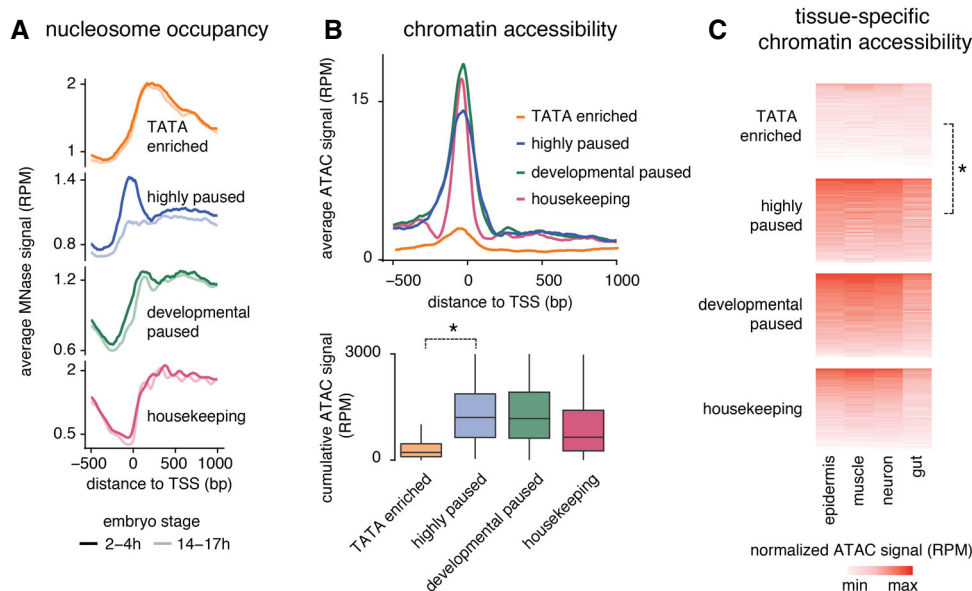 A nucleosome occupancy
average MNase signal (RPM)
2
1
TATA
enriched
1.4
0.8
highly paused
1.2
0.6
developmental
paused
2
0.5
housekeeping
−500 0 500 1000
distance to TSS (bp)
embryo stage
2−4h 14−17h
B chromatin accessibility
average ATAC signal (RPM)
15
0
TATA enriched
highly paused
developmental paused
housekeeping
−500 0 500 1000
distance to TSS (bp)
cumulative ATAC signal
(RPM)
3000
0
*
TATA enriched
highly paused
developmental paused
housekeeping
C tissue-specific
chromatin accessibility
TATA
enriched
highly
paused
*
developmental
paused
housekeeping
epidermis
muscle
neuron
gut
normalized ATAC signal (RPM)
min max